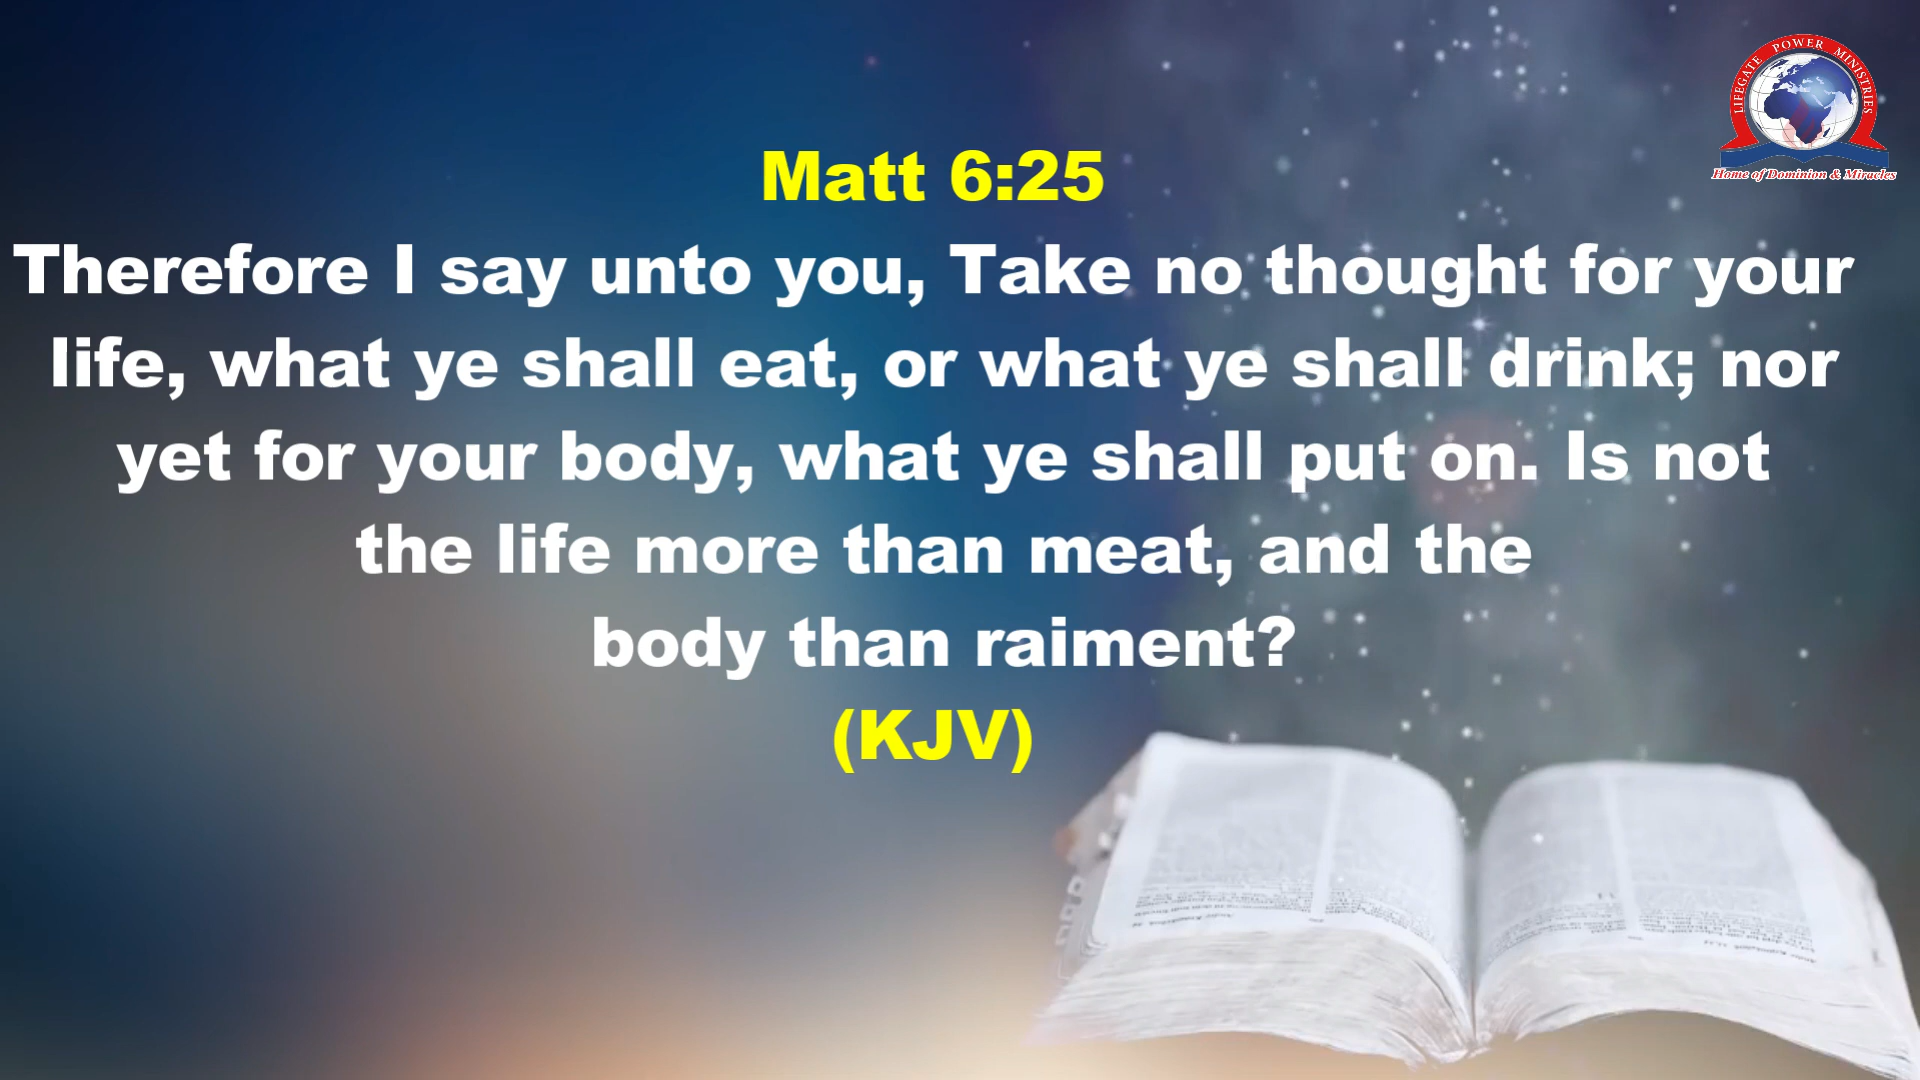 LIFEGATE POWER MINISTRIES
Home of Dominion & Miracles
Matt 6:25
Therefore I say unto you, Take no thought for your
life, what ye shall eat, or what ye shall drink; nor
yet for your body, what ye shall put on. Is not
the life more than meat, and the
body than raiment?
(KJV)